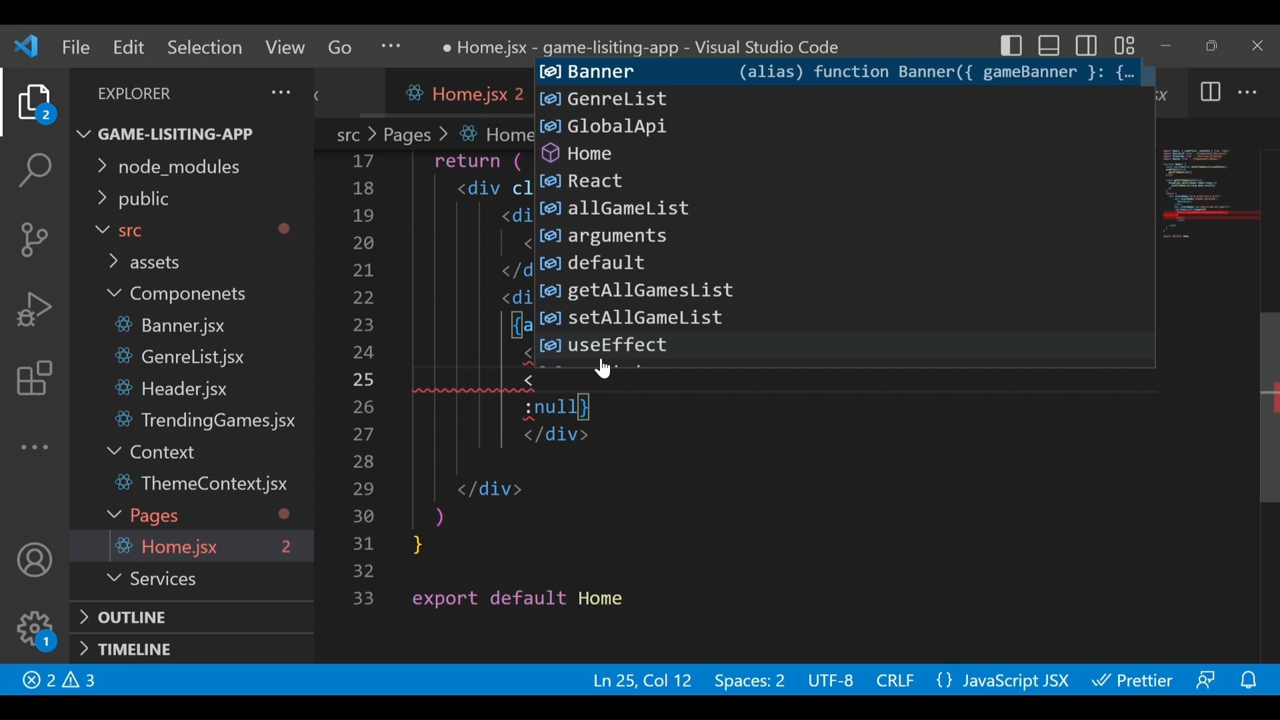 File Edit Selection View Go ··· ● Home.jsx - game-lisiting-app - Visual Studio Code
EXPLORER ···
GAME-LISITING-APP
node_modules
public
src
assets
Componenets
Banner.jsx
GenreList.jsx
Header.jsx
TrendingGames.jsx
Context
ThemeContext.jsx
Pages
Home.jsx 2
Services
OUTLINE
TIMELINE
2
1
Home.jsx 2
sx ···
src > Pages > Home
Banner (alias) function Banner({ gameBanner }: {…
GenreList
GlobalApi
Home
React
allGameList
arguments
default
getAllGamesList
setAllGameList
useEffect
17 return (
18 <div cl
19 <di
20 <
21 </d
22 <di
23 {a
24 <
25 <
26 :null}
27 </div>
28
29 </div>
30 )
31 }
32
33 export default Home
2 3 Ln 25, Col 12 Spaces: 2 UTF-8 CRLF {} JavaScript JSX Prettier